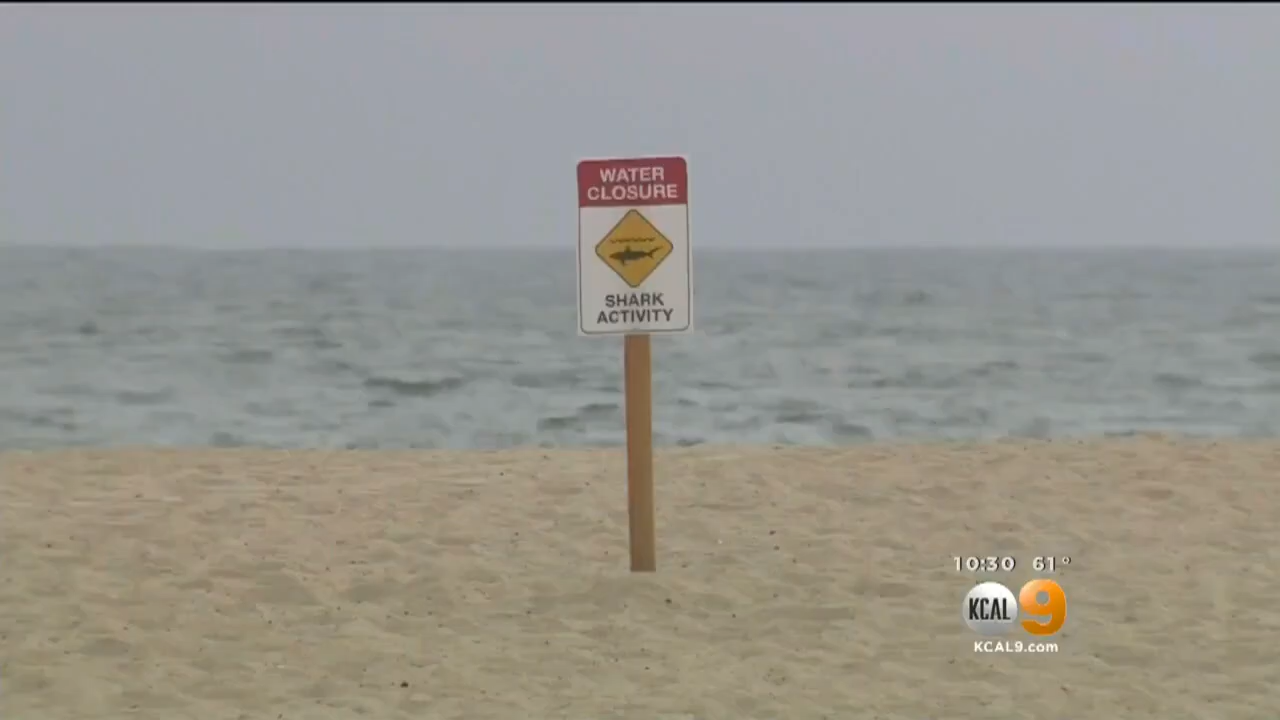 WATER
CLOSURE
SHARK
ACTIVITY
10:30 61°
KCAL 9
KCAL9.com